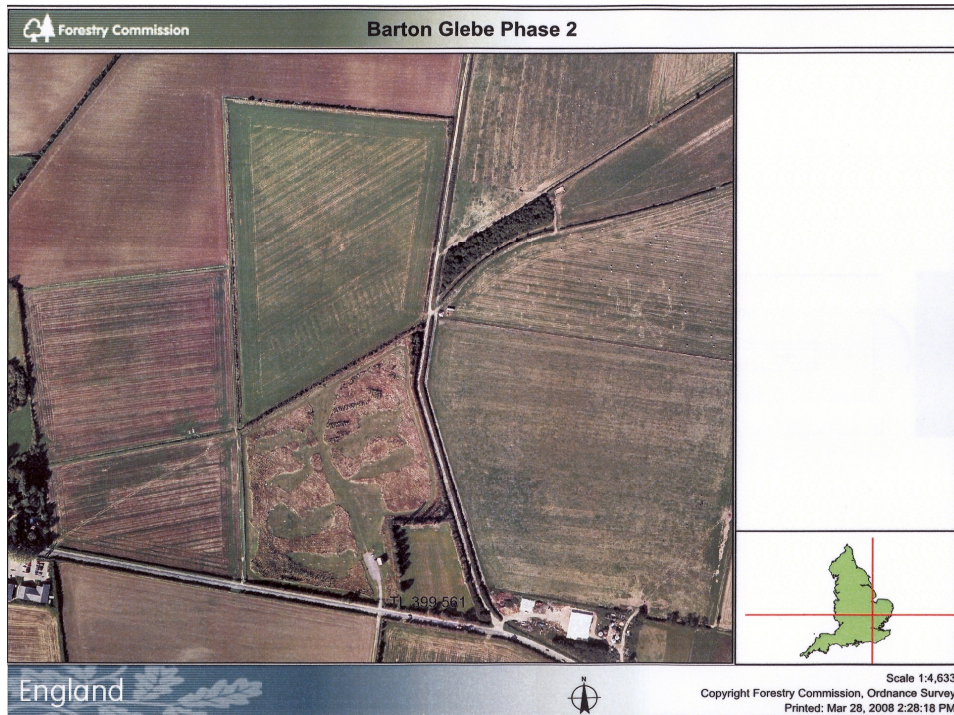 Forestry Commission
Barton Glebe Phase 2
TL 399 561
England
N
Scale 1:4,633
Copyright Forestry Commission, Ordnance Survey
Printed: Mar 28, 2008 2:28:18 PM